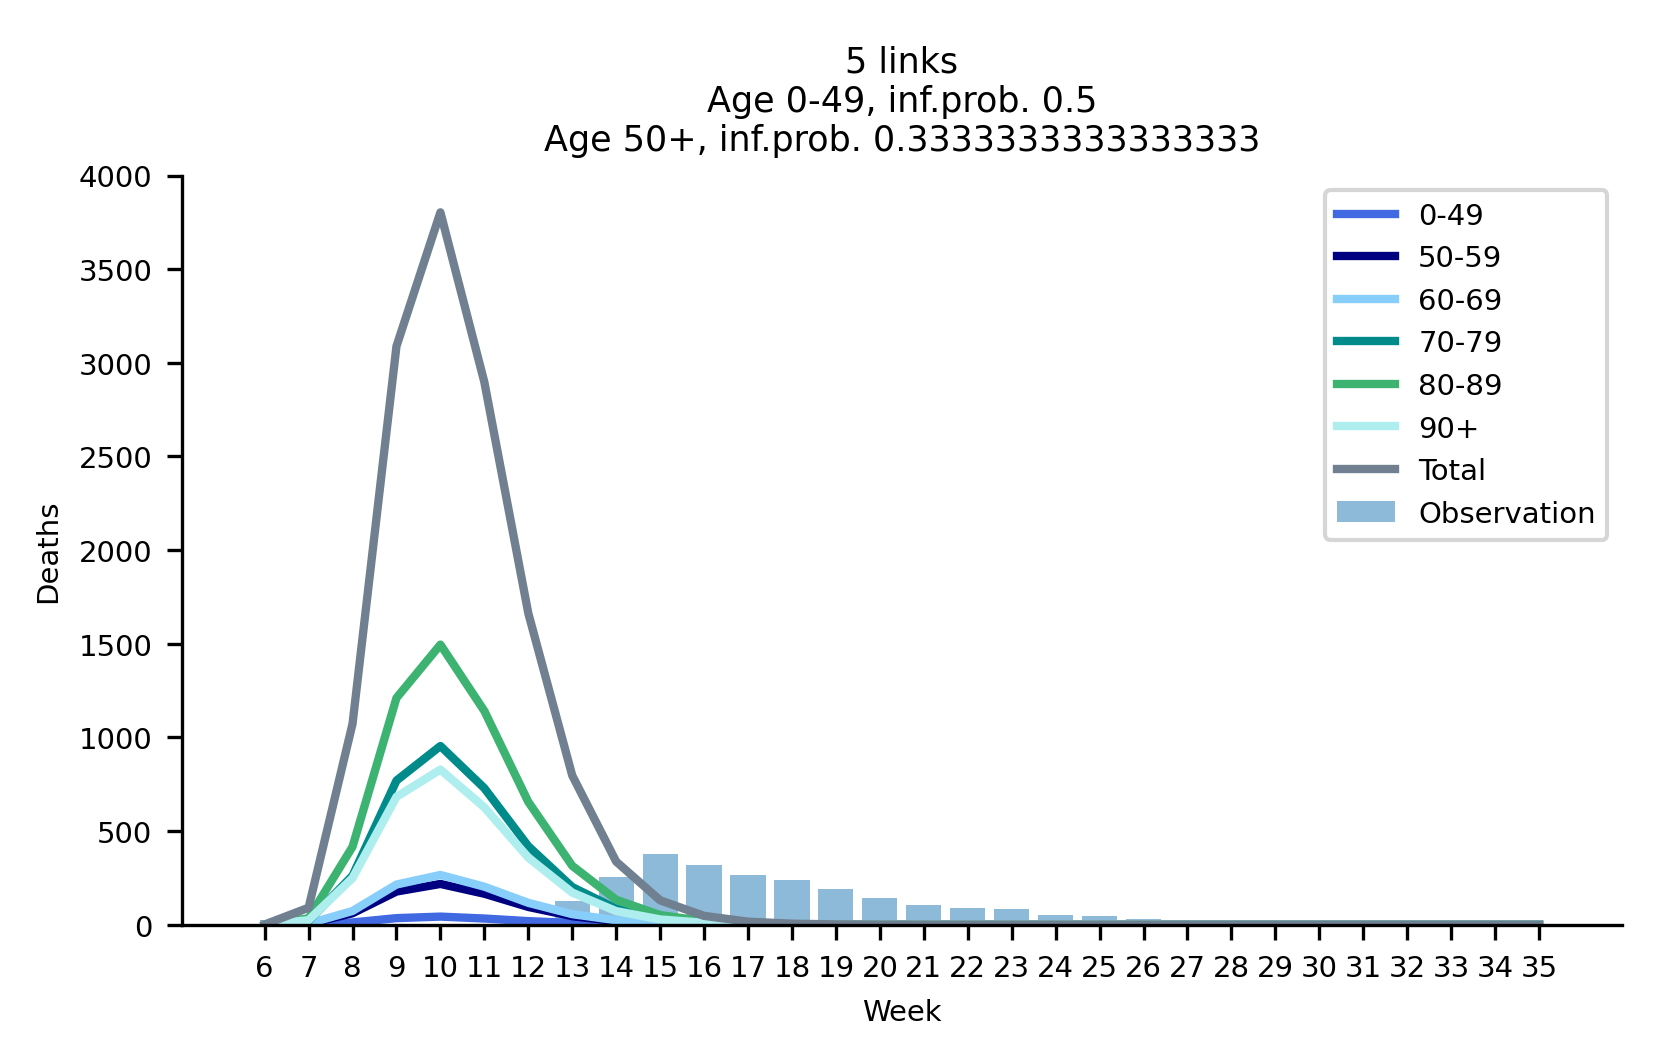 5 links
Age 0-49, inf.prob. 0.5
Age 50+, inf.prob. 0.3333333333333333
4000
3500
3000
2500
2000
1500
1000
500
0
Deaths
0-49
50-59
60-69
70-79
80-89
90+
Total
Observation
6 7 8 9 10 11 12 13 14 15 16 17 18 19 20 21 22 23 24 25 26 27 28 29 30 31 32 33 34 35
Week